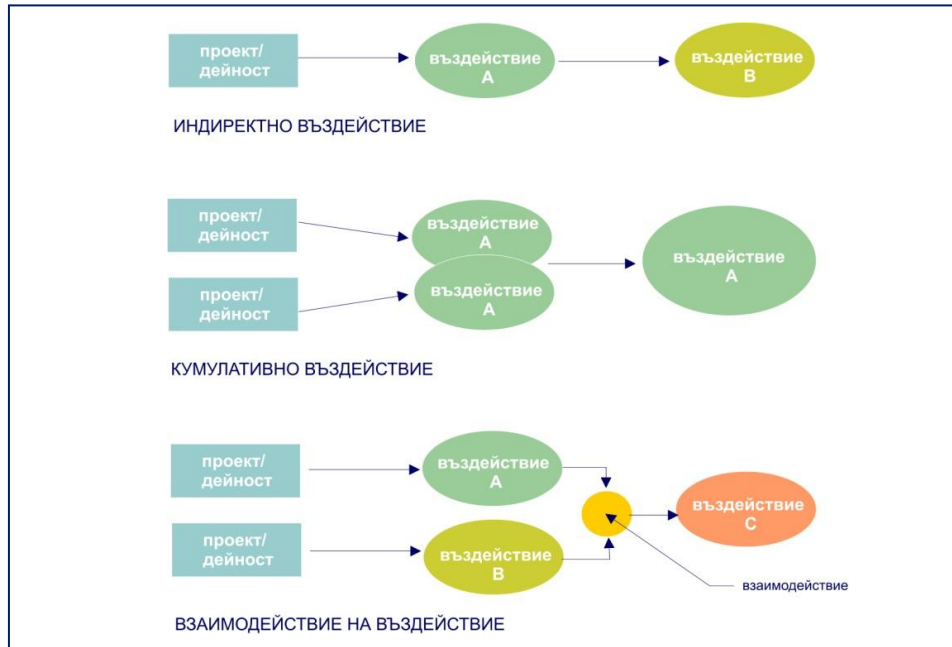 проект/
дейност
въздействие
А
въздействие
В
ИНДИРЕКТНО ВЪЗДЕЙСТВИЕ
проект/
дейност
въздействие
А
въздействие
А
проект/
дейност
въздействие
А
КУМУЛАТИВНО ВЪЗДЕЙСТВИЕ
проект/
дейност
въздействие
А
въздействие
С
проект/
дейност
въздействие
В
взаимодействие
ВЗАИМОДЕЙСТВИЕ НА ВЪЗДЕЙСТВИЕ